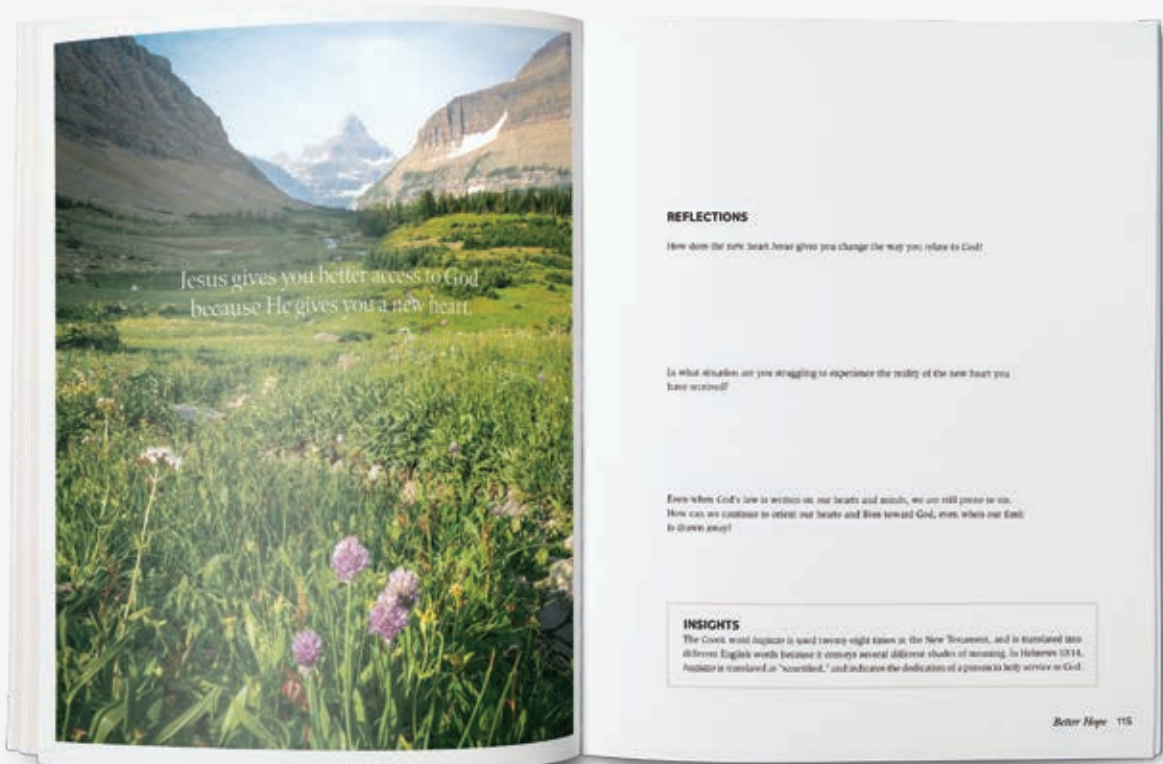 Jesus gives you better access to God
because He gives you a new heart.
REFLECTIONS
How does the new heart Jesus gives you change the way you relate to God?
In what situation are you struggling to experience the reality of the new heart you
have received?
Even when God's law is written on our hearts and minds, we are still prone to sin.
How can we continue to orient our hearts and lives toward God, even when our flesh
is drawn away?
INSIGHTS
The Greek word is used twenty-eight times in the New Testament, and is translated into
different English words because it conveys several different shades of meaning. In Hebrews 10:14,
is translated as "sanctified," and indicates the dedication of a person to holy service to God.
Better Hope 115